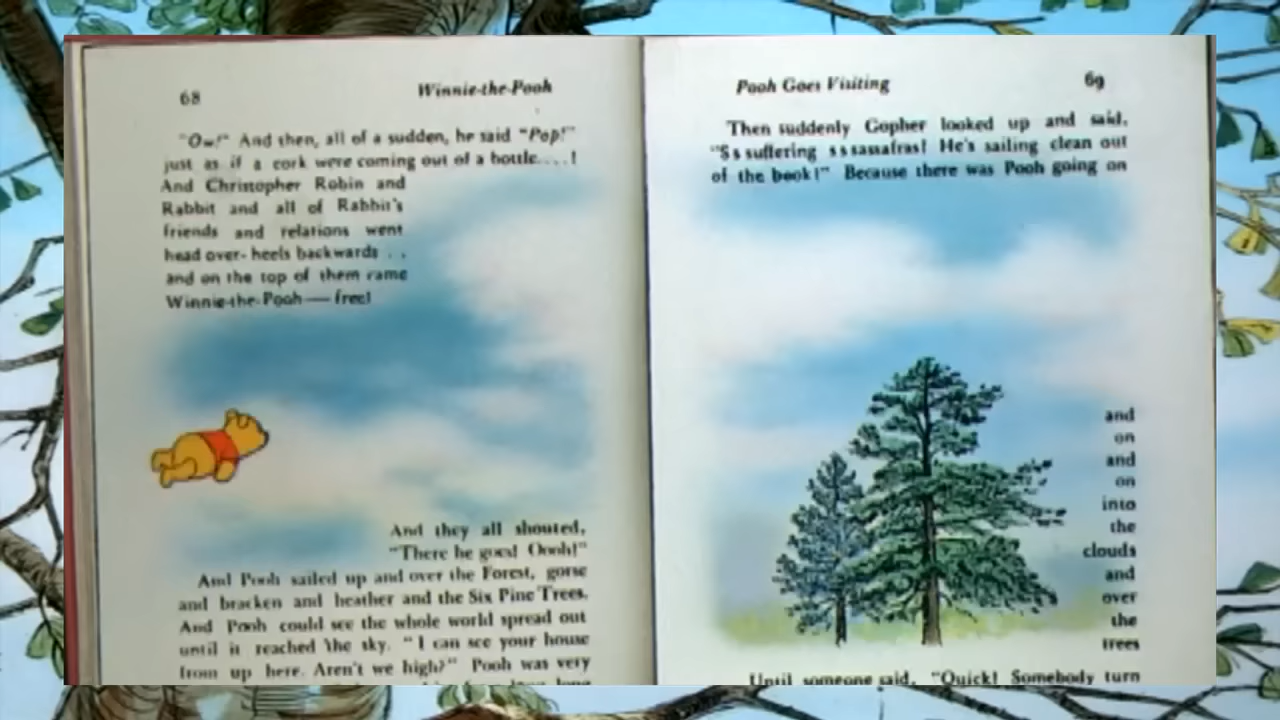 68
Winnie-the-Pooh
"Ow!" And then, all of a sudden, he said "Pop!"
just as if a cork were coming out of a bottle....!
And Christopher Robin and
Rabbit and all of Rabbit's
friends and relations went
head over- heels backwards . .
and on the top of them came
Winnie-the-Pooh — free!
And they all shouted,
"There he goes! Oooh!"
And Pooh sailed up and over the Forest, gorse
and bracken and heather and the Six Pine Trees.
And Pooh could see the whole world spread out
until it reached the sky. "I can see your house
from up here. Aren't we high?" Pooh was very
Pooh Goes Visiting
69
Then suddenly Gopher looked up and said,
"S s suffering s s sassafras! He's sailing clean out
of the book!" Because there was Pooh going on
and
on
and
on
into
the
clouds
and
over
the
trees
Until someone said, "Quick! Somebody turn